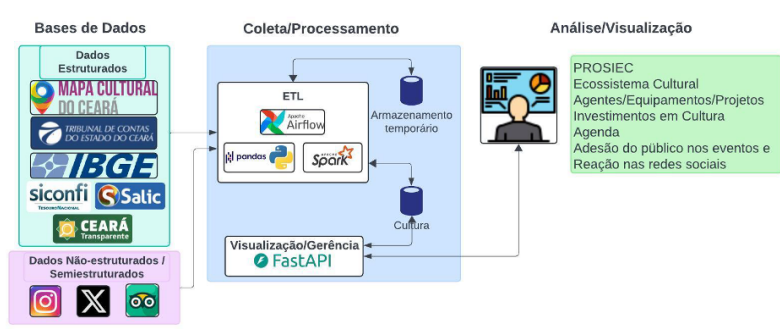 Bases de Dados
Coleta/Processamento
Análise/Visualização
Dados
Estruturados
MAPA CULTURAL
DO CEARÁ
TRIBUNAL DE CONTAS
DO ESTADO DO CEARÁ
IBGE
siconfi
TESOURO NACIONAL
Salic
CEARÁ
Transparente
Dados Não-estruturados /
Semiestruturados
X
ETL
Apache
Airflow
pandas
APACHE
Spark
Armazenamento
temporário
Cultura
Visualização/Gerência
FastAPI
PROSIEC
Ecossistema Cultural
Agentes/Equipamentos/Projetos
Investimentos em Cultura
Agenda
Adesão do público nos eventos e
Reação nas redes sociais